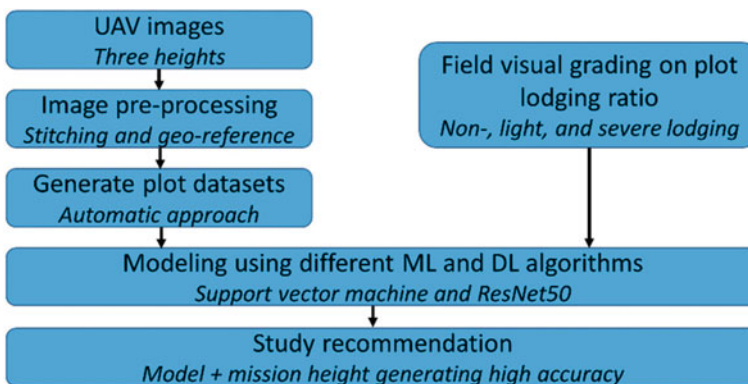 UAV images
Three heights
Image pre-processing
Stitching and geo-reference
Generate plot datasets
Automatic approach
Field visual grading on plot
lodging ratio
Non-, light, and severe lodging
Modeling using different ML and DL algorithms
Support vector machine and ResNet50
Study recommendation
Model + mission height generating high accuracy